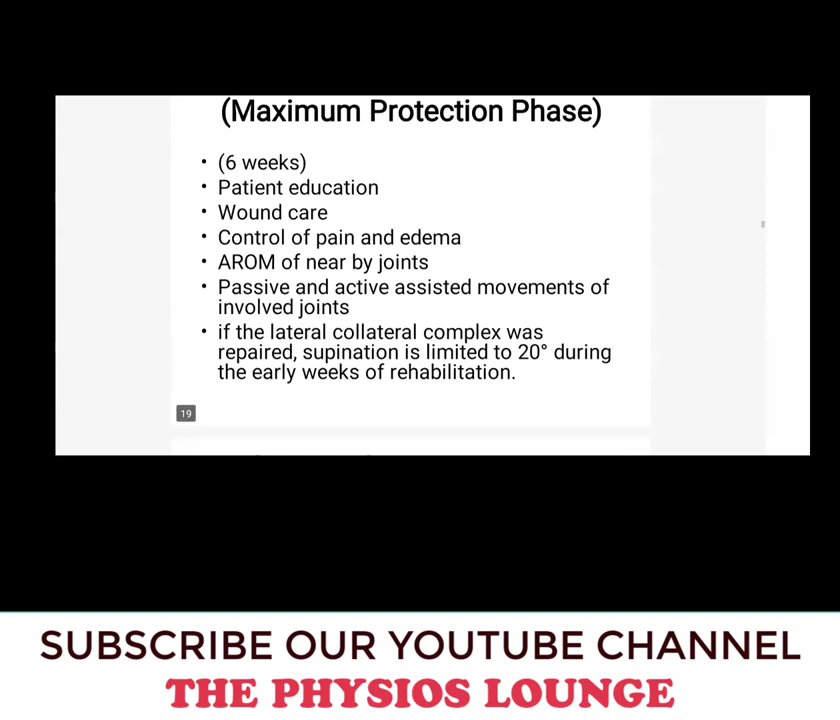 (Maximum Protection Phase)
• (6 weeks)
• Patient education
• Wound care
• Control of pain and edema
• AROM of near by joints
• Passive and active assisted movements of
involved joints
• if the lateral collateral complex was
repaired, supination is limited to 20° during
the early weeks of rehabilitation.
19
SUBSCRIBE OUR YOUTUBE CHANNEL
THE PHYSIOS LOUNGE